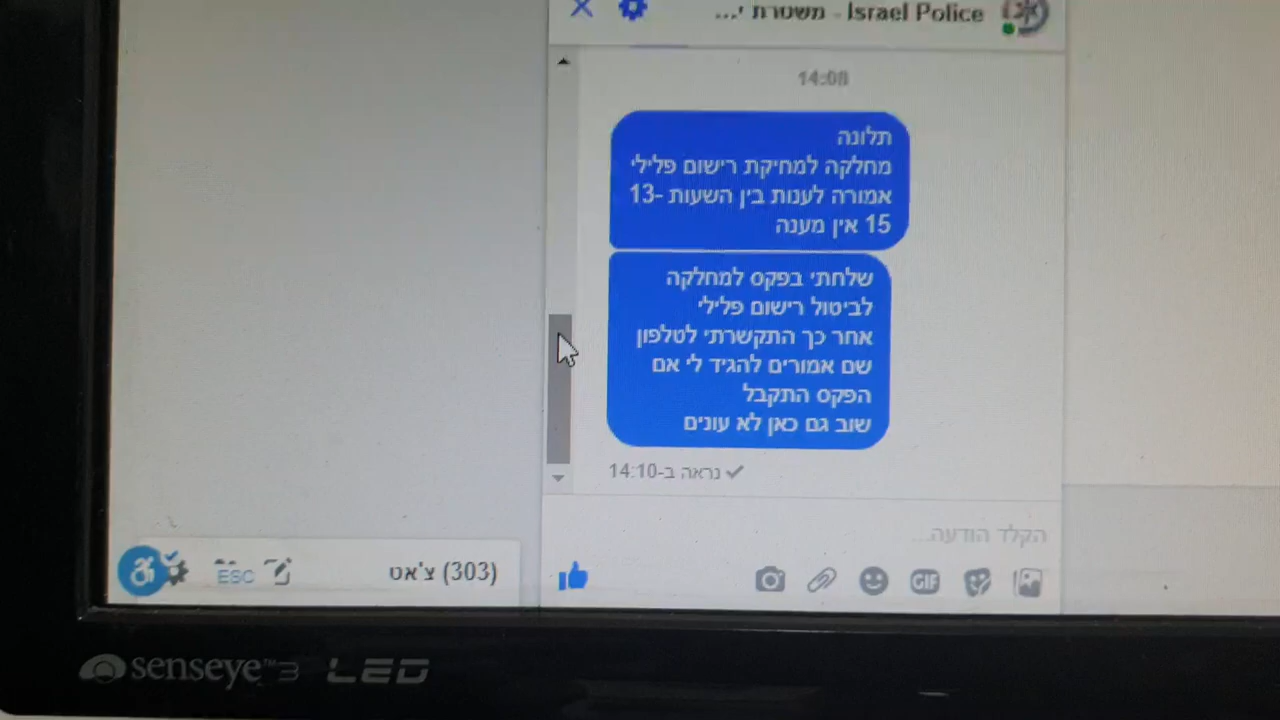 משטרת י... - Israel Police
14:08
תלונה
מחלקה למחיקת רישום פלילי
אמורה לענות בין השעות 13-
15 אין מענה
שלחתי בפקס למחלקה
לביטול רישום פלילי
אחר כך התקשרתי לטלפון
שם אמורים להגיד לי אם
הפקס התקבל
שוב גם כאן לא עונים
נראה ב-14:10
הקלד הודעה...
GIF
צ'אט (303)
ESC
senseye™3 LED